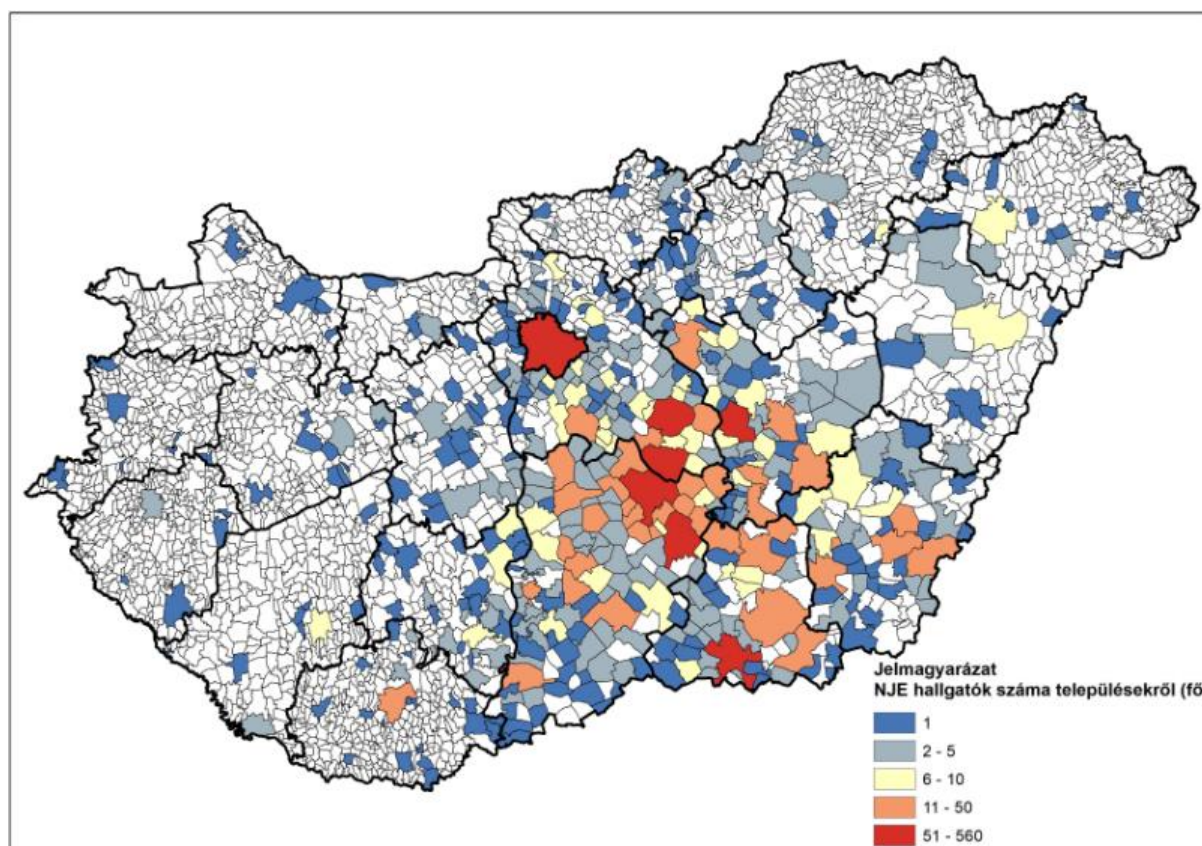 Jelmagyarázat
NJE hallgatók száma településekről (fő
1
2 - 5
6 - 10
11 - 50
51 - 560